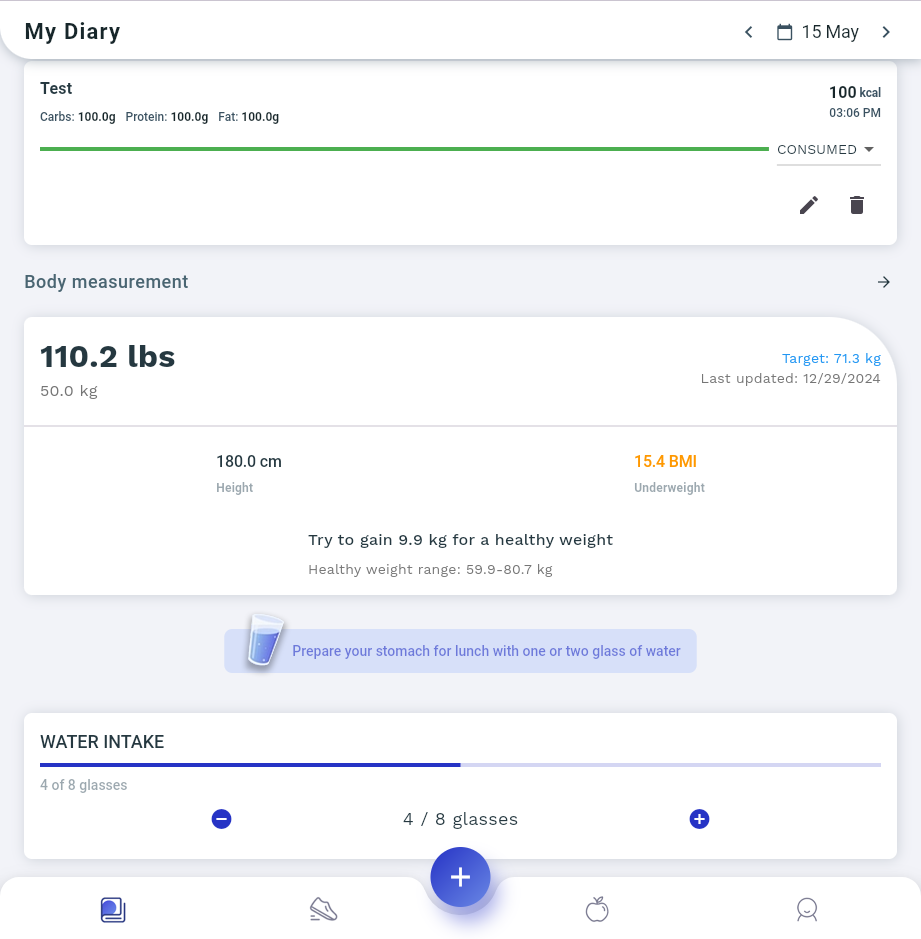 My Diary
15 May
Test
100 kcal
Carbs: 100.0g Protein: 100.0g Fat: 100.0g
03:06 PM
CONSUMED
Body measurement
110.2 lbs
50.0 kg
Target: 71.3 kg
Last updated: 12/29/2024
180.0 cm
Height
15.4 BMI
Underweight
Try to gain 9.9 kg for a healthy weight
Healthy weight range: 59.9-80.7 kg
Prepare your stomach for lunch with one or two glass of water
WATER INTAKE
4 of 8 glasses
4 / 8 glasses